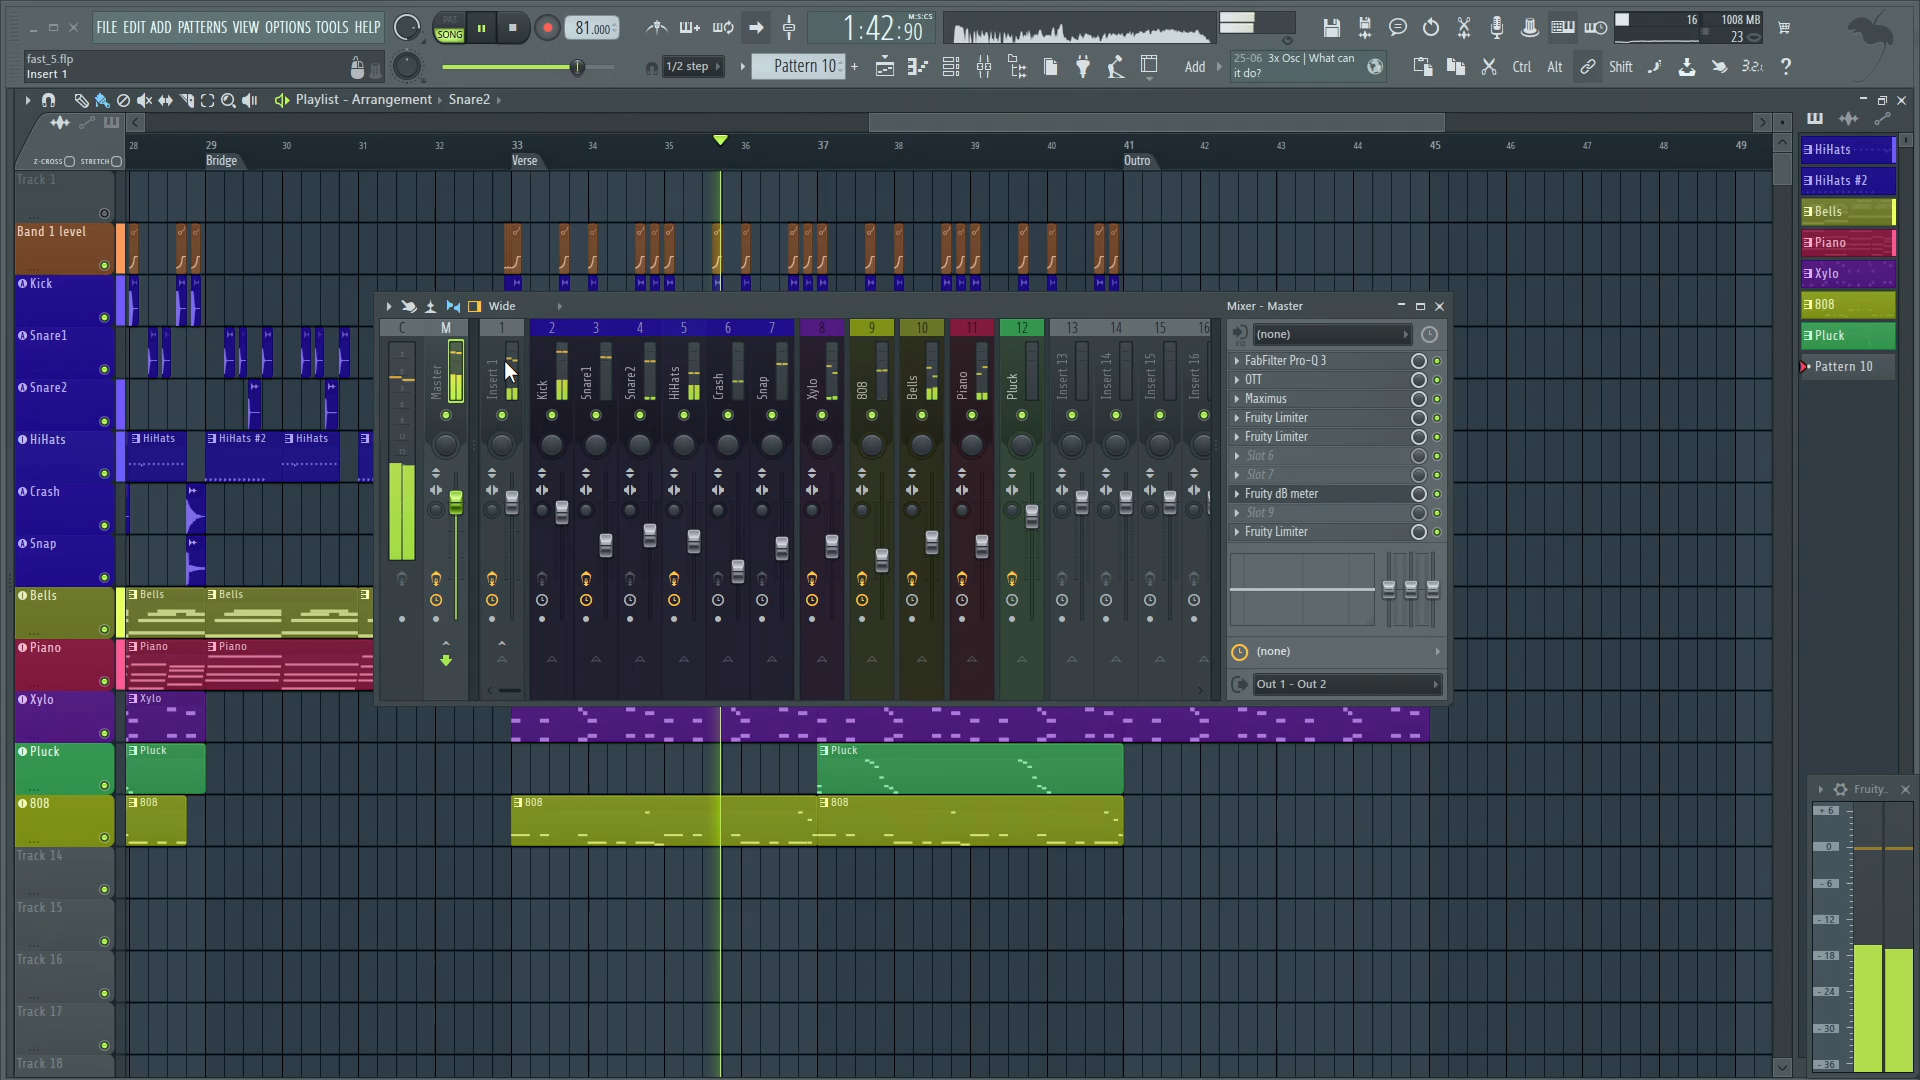 FILE EDIT ADD PATTERNS VIEW OPTIONS TOOLS HELP
PAT
SONG
81.000
1:42:90
M:S:CS
16
1008 MB
23
fast_5.flp
Insert 1
1/2 step
Pattern 10
+
Add
25-06 3x Osc | What can
it do?
Ctrl
Alt
Shift
3.2:
?
Playlist - Arrangement › Snare2 ›
Z-CROSS
STRETCH
28 29 30 31 32 33 34 35 36 37 38 39 40 41 42 43 44 45 46 47 48 49
Bridge
Verse
Outro
Track 1
Band 1 level
Kick
Snare1
Snare2
HiHats
HiHats
HiHats #2
HiHats
Crash
Snap
Bells
Bells
Bells
Piano
Piano
Piano
Xylo
Xylo
Pluck
Pluck
Pluck
808
808
808
808
Track 14
Track 15
Track 16
Track 17
Track 18
HiHats
HiHats #2
Bells
Piano
Xylo
808
Pluck
Pattern 10
Wide
Mixer - Master
C M 1 2 3 4 5 6 7 8 9 10 11 12 13 14 15 16
Master
Insert 1
Kick
Snare1
Snare2
HiHats
Crash
Snap
Xylo
808
Bells
Piano
Pluck
Insert 13
Insert 14
Insert 15
Insert 16
(none)
FabFilter Pro-Q 3
OTT
Maximus
Fruity Limiter
Fruity Limiter
Slot 6
Slot 7
Fruity dB meter
Slot 9
Fruity Limiter
(none)
Out 1 - Out 2
Fruity..
+ 6
0
- 6
- 12
- 18
- 24
- 30
- 36